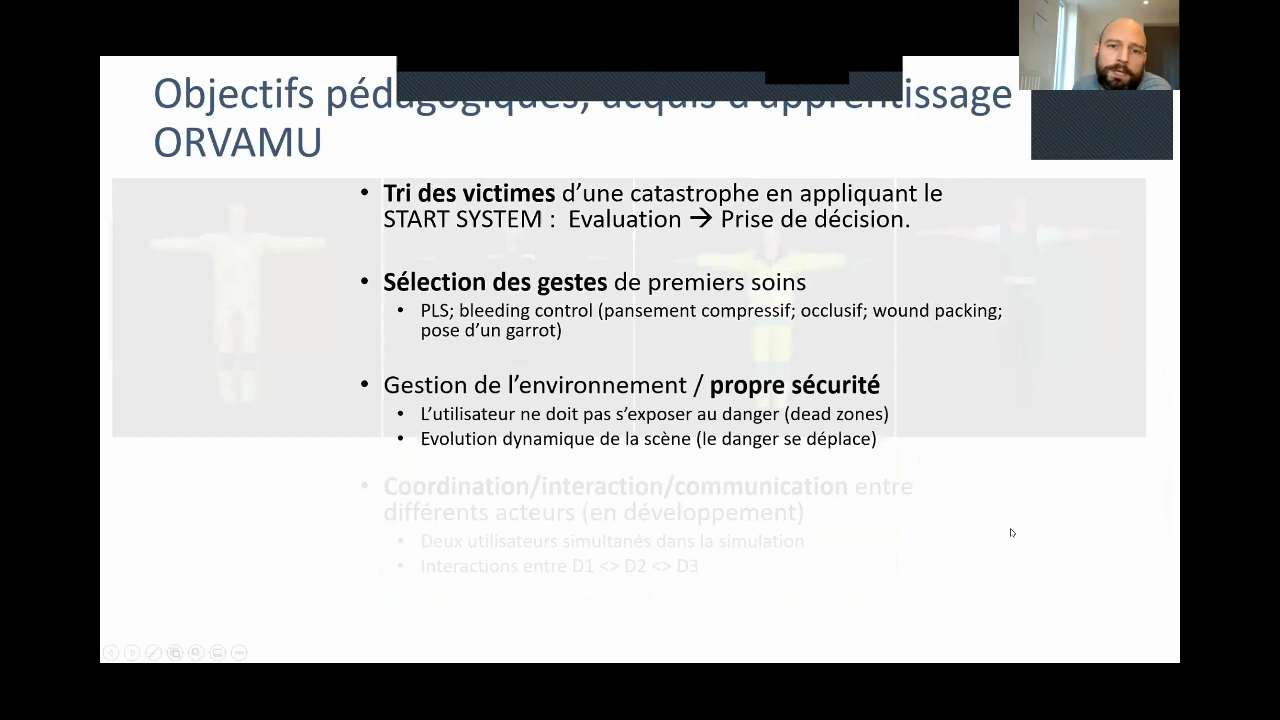 Objectifs pédagogiques, acquis d'apprentissage
ORVAMU
• Tri des victimes d'une catastrophe en appliquant le
START SYSTEM : Evaluation → Prise de décision.
• Sélection des gestes de premiers soins
• PLS; bleeding control (pansement compressif; occlusif; wound packing;
pose d'un garrot)
• Gestion de l'environnement / propre sécurité
• L'utilisateur ne doit pas s'exposer au danger (dead zones)
• Evolution dynamique de la scène (le danger se déplace)
• Coordination/interaction/communication entre
différents acteurs (en développement)
• Deux utilisateurs simultanés dans la simulation
• Interactions entre D1 <> D2 <> D3